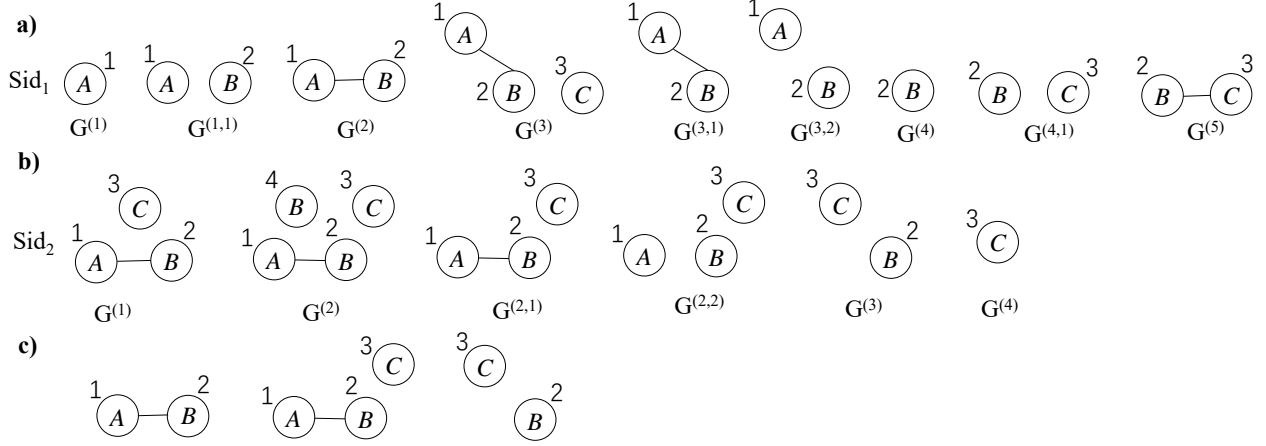 a)
Sid1
1 A G(1)
1 A 2 B G(1,1)
1 A 2 B G(2)
1 A 2 B 3 C G(3)
1 A 2 B G(3,1)
1 A 2 B G(3,2)
2 B G(4)
2 B 3 C G(4,1)
2 B 3 C G(5)
b)
Sid2
3 C 1 A 2 B G(1)
4 B 3 C 1 A 2 B G(2)
3 C 1 A 2 B G(2,1)
3 C 1 A 2 B G(2,2)
3 C 2 B G(3)
3 C G(4)
c)
1 A 2 B
3 C 1 A 2 B
3 C 2 B